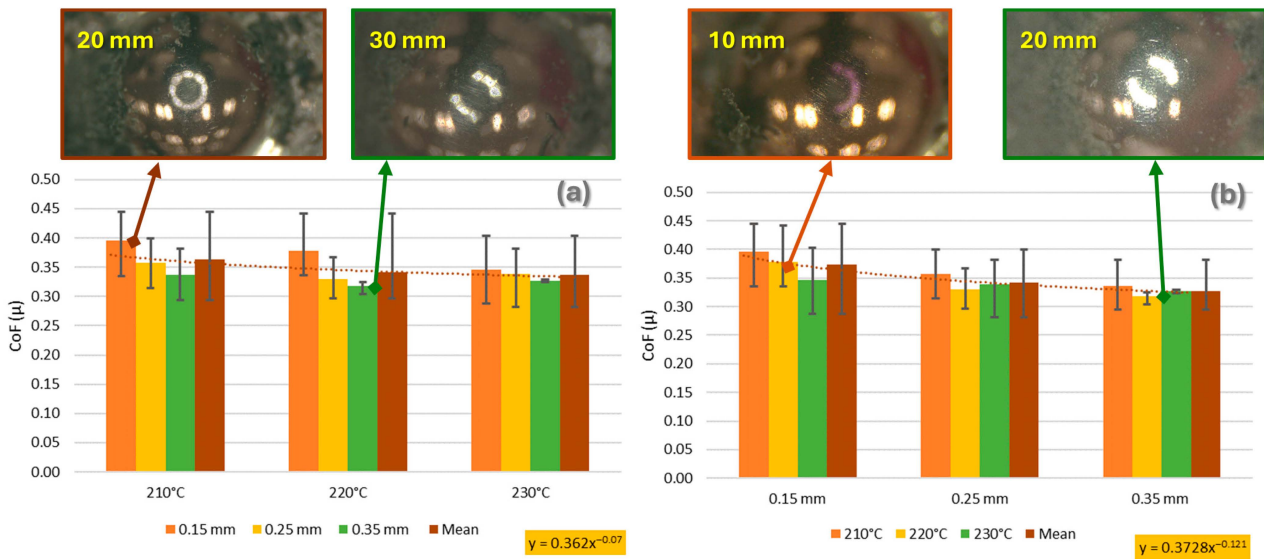 20 mm
30 mm
10 mm
20 mm
(a)
0.50
0.45
0.40
0.35
0.30
0.25
0.20
0.15
0.10
0.05
0.00
CoF (μ)
210°C 220°C 230°C
0.15 mm 0.25 mm 0.35 mm Mean
y = 0.362x⁻⁰·⁰⁷
(b)
0.50
0.45
0.40
0.35
0.30
0.25
0.20
0.15
0.10
0.05
0.00
CoF (μ)
0.15 mm 0.25 mm 0.35 mm
210°C 220°C 230°C Mean
y = 0.3728x⁻⁰·¹²¹